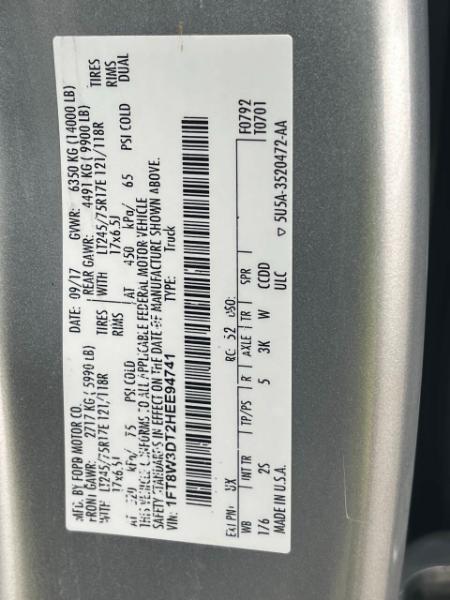 MFG. BY FORD MOTOR CO.
DATE: 09/17 GVWR: 6350 KG (14000 LB)
FRONT GAWR: 2717 KG ( 5990 LB) REAR GAWR: 4491 KG ( 9900 LB)
WITH LT245/75R17E 121/118R TIRES WITH LT245/75R17E 121/118R TIRES
17x6.5J RIMS 17x6.5J RIMS
AT kPa/ 75 PSI COLD AT 450 kPa/ 65 PSI COLD DUAL
THIS VEHICLE CONFORMS TO ALL APPLICABLE FEDERAL MOTOR VEHICLE
SAFETY STANDARDS IN EFFECT ON THE DATE OF MANUFACTURE SHOWN ABOVE.
VIN: 1FT8W3DT2HEE94741 TYPE: Truck
F0792
EXT PNT: UX RC: 52 DSO: T0701
WB INT TR TP/PS R AXLE TR SPR
1/6 2S 5 3K W CCDD
MADE IN U.S.A. ULC ▽ 5U5A-3520472-AA